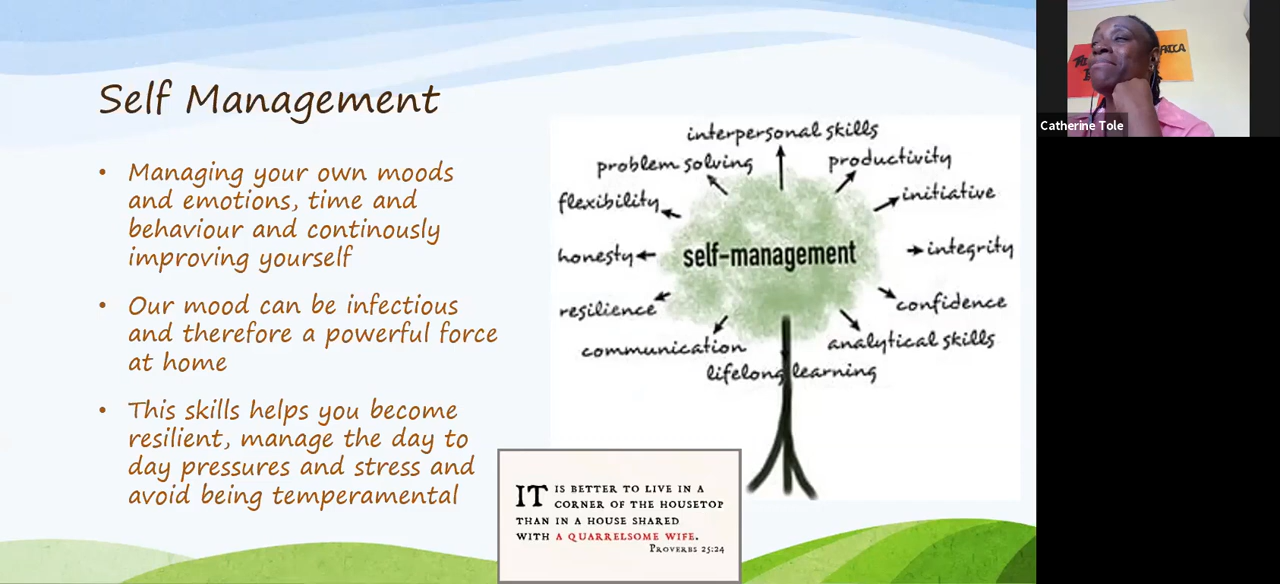 Self Management
• Managing your own moods
and emotions, time and
behaviour and continously
improving yourself
• Our mood can be infectious
and therefore a powerful force
at home
• This skills helps you become
resilient, manage the day to
day pressures and stress and
avoid being temperamental
interpersonal skills
problem solving
productivity
flexibility
initiative
honesty
self-management
integrity
resilience
confidence
communication
analytical skills
lifelong learning
IT IS BETTER TO LIVE IN A
CORNER OF THE HOUSETOP
THAN IN A HOUSE SHARED
WITH A QUARRELSOME WIFE.
PROVERBS 25:24
Catherine Tole